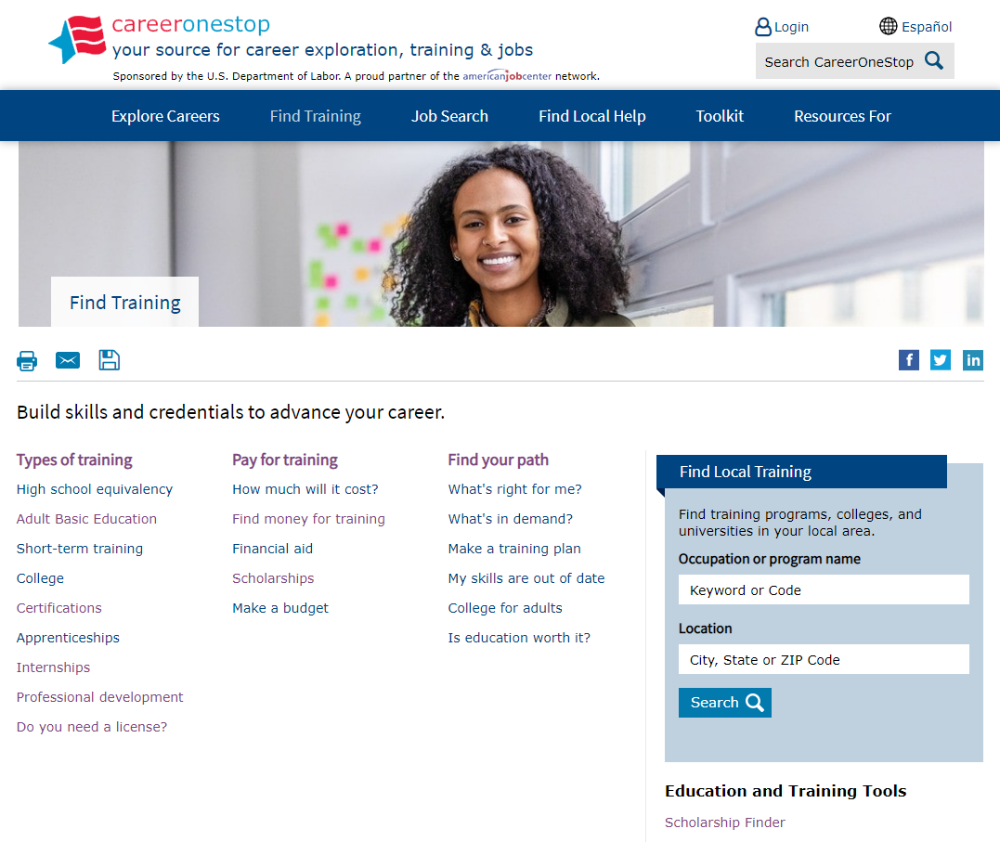 careeronestop
your source for career exploration, training & jobs
Sponsored by the U.S. Department of Labor. A proud partner of the americanjobcenter network.
Login
Español
Search CareerOneStop
Explore Careers
Find Training
Job Search
Find Local Help
Toolkit
Resources For
Find Training
f
in
Build skills and credentials to advance your career.
Types of training
High school equivalency
Adult Basic Education
Short-term training
College
Certifications
Apprenticeships
Internships
Professional development
Do you need a license?
Pay for training
How much will it cost?
Find money for training
Financial aid
Scholarships
Make a budget
Find your path
What's right for me?
What's in demand?
Make a training plan
My skills are out of date
College for adults
Is education worth it?
Find Local Training
Find training programs, colleges, and
universities in your local area.
Occupation or program name
Keyword or Code
Location
City, State or ZIP Code
Search
Education and Training Tools
Scholarship Finder